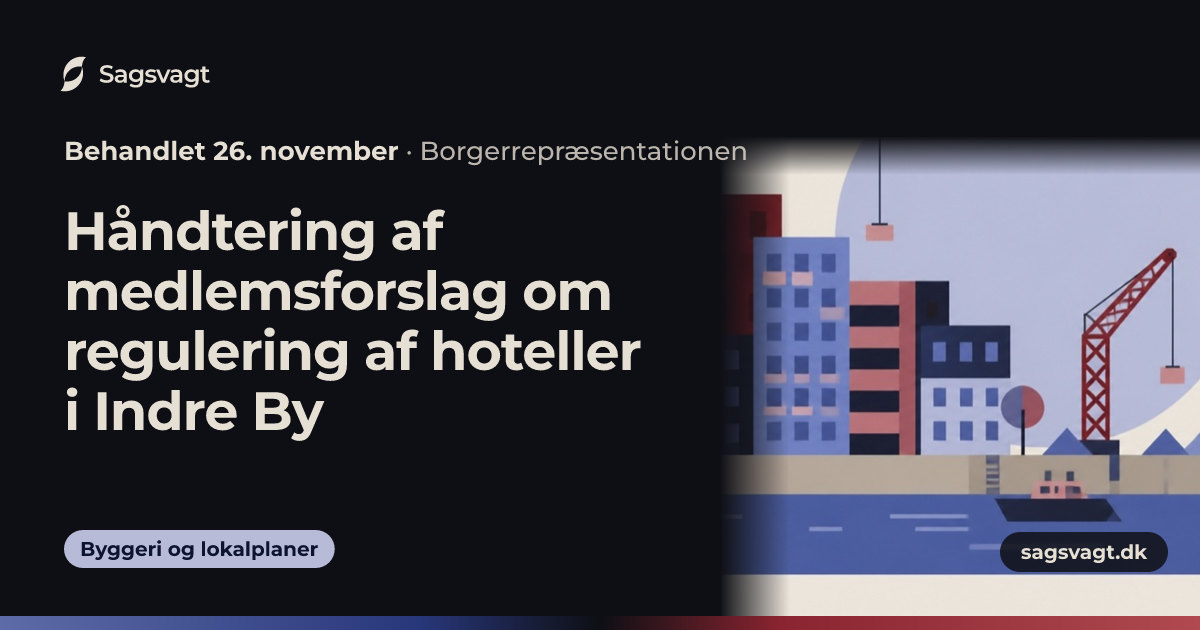 Sagsvagt
Behandlet 26. november · Borgerrepræsentationen
Håndtering af
medlemsforslag om
regulering af hoteller
i Indre By
Byggeri og lokalplaner
sagsvagt.dk